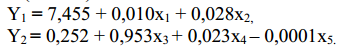 Y₁ = 7,455 + 0,010x₁ + 0,028x₂,
Y₂ = 0,252 + 0,953x₃ + 0,023x₄ – 0,0001x₅.